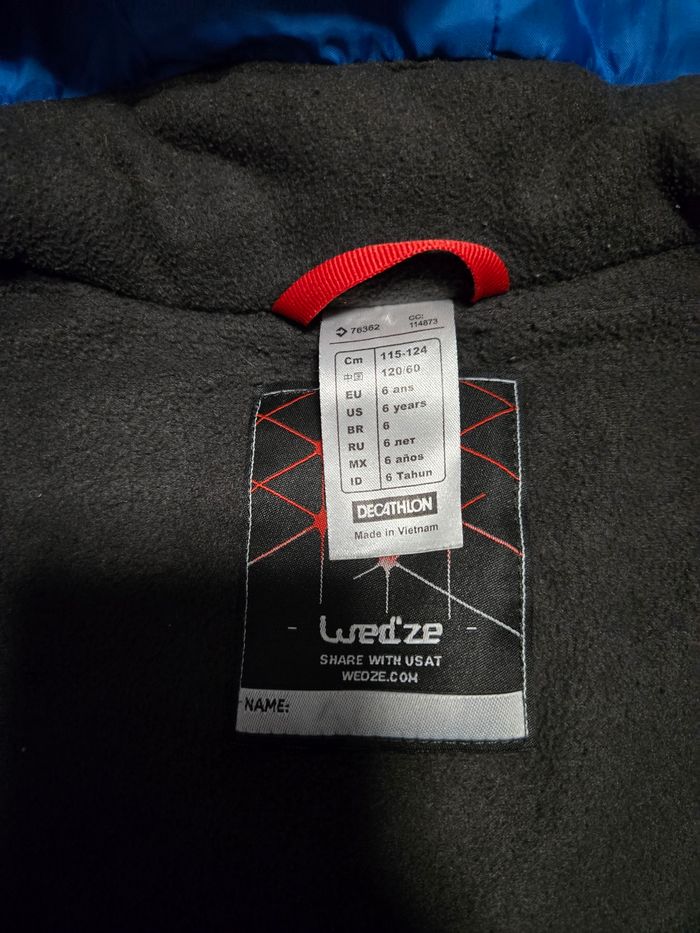 76362 CC: 114873
Cm 115-124
中国 120/60
EU 6 ans
US 6 years
BR 6
RU 6 лет
MX 6 años
ID 6 Tahun
DECATHLON
Made in Vietnam
Wed'ze
SHARE WITH US AT
WEDZE.COM
NAME: